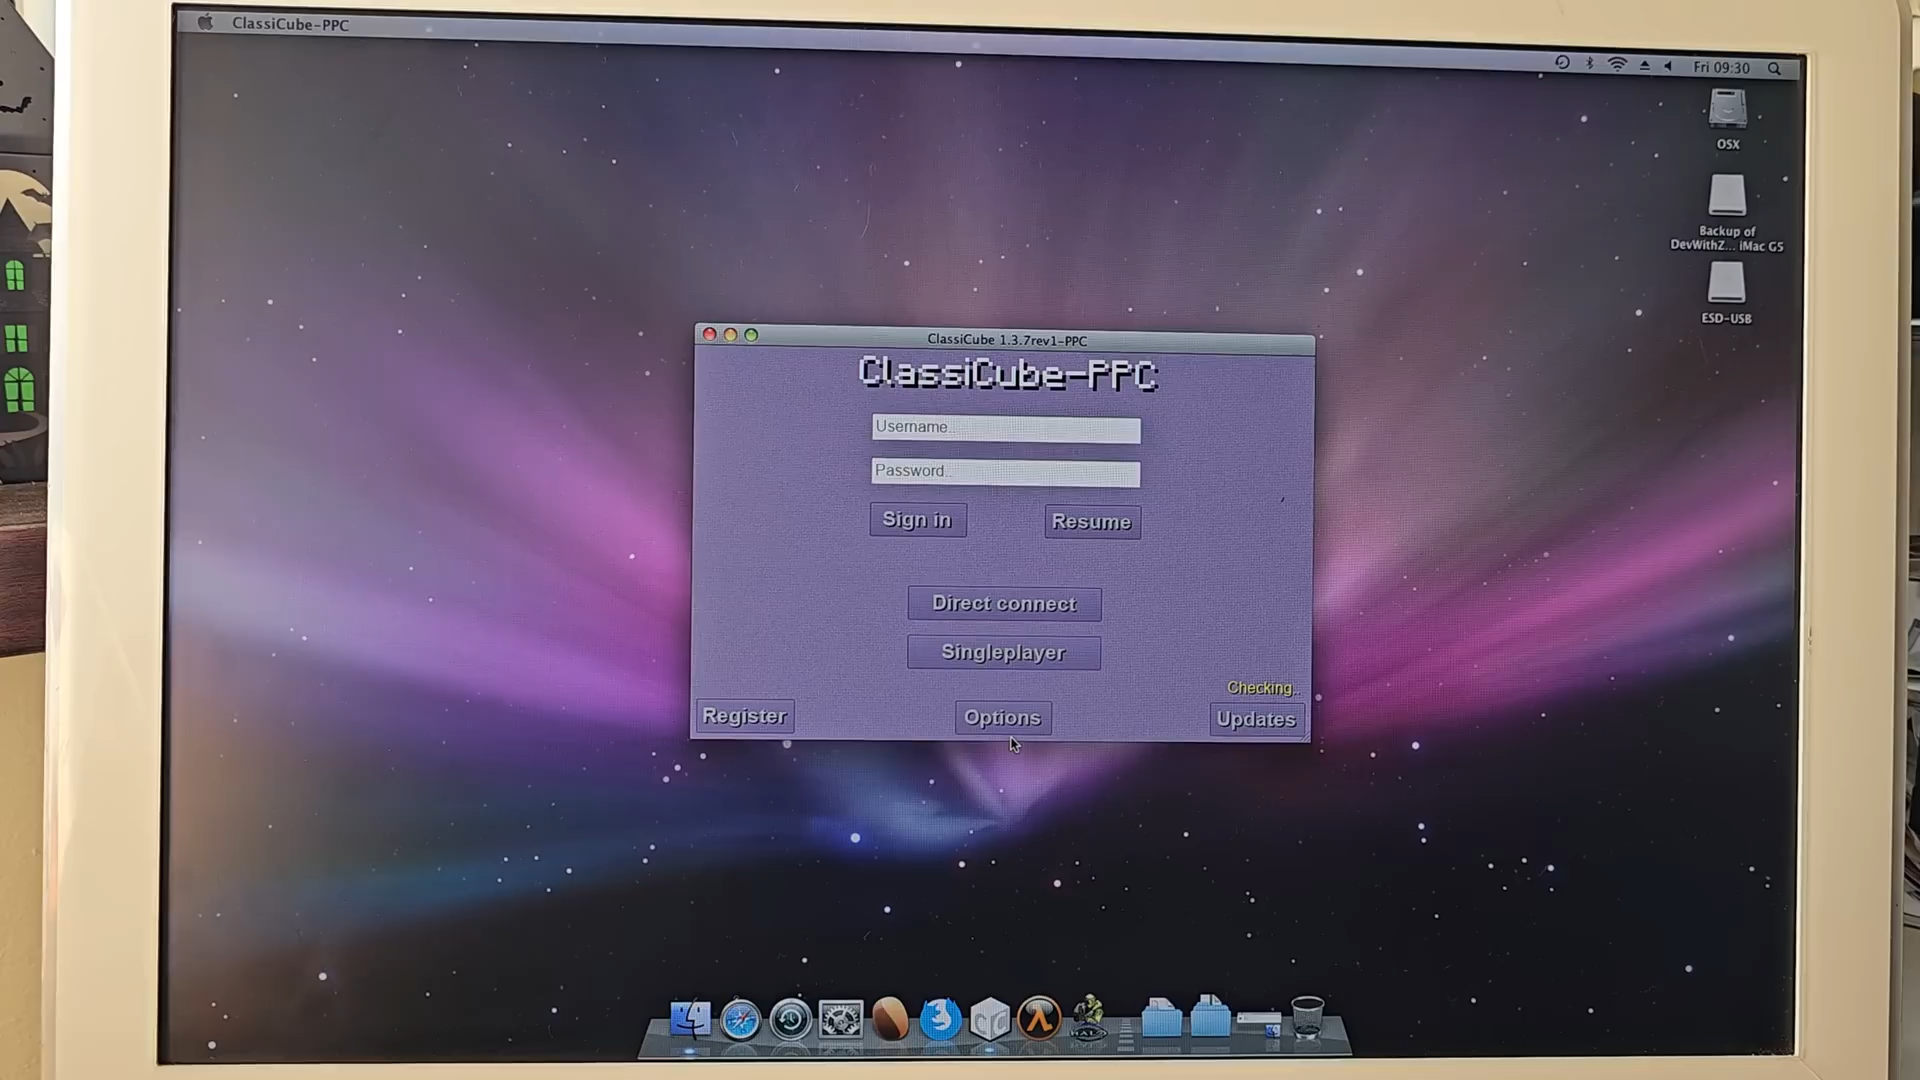 ClassiCube-PPC
Fri 09:30
OSX
Backup of
DevWithZ... iMac G5
ESD-USB
ClassiCube 1.3.7rev1-PPC
ClassiCube-PPC
Username..
Password..
Sign in
Resume
Direct connect
Singleplayer
Checking..
Register
Options
Updates
HALO